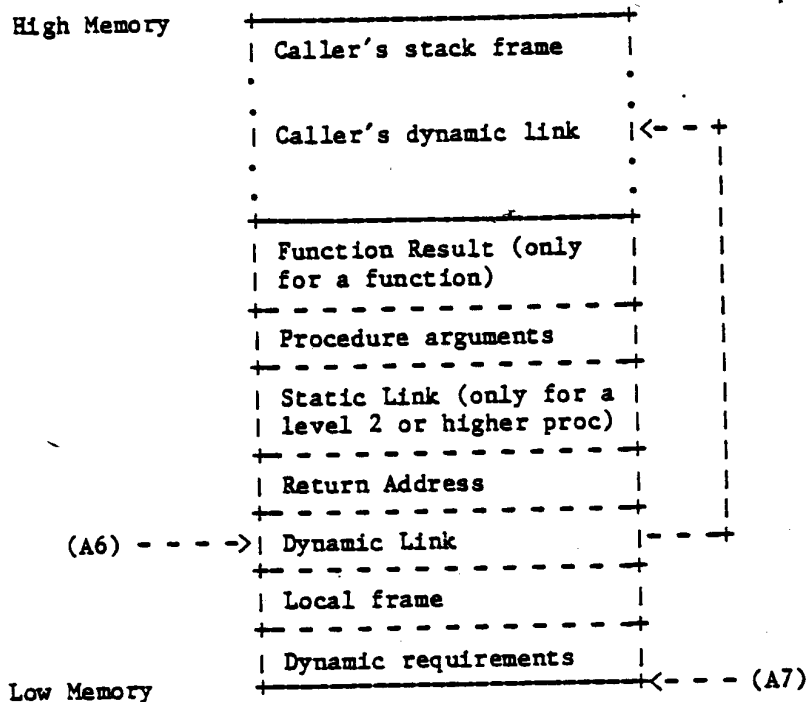 High Memory
Caller's stack frame
Caller's dynamic link
Function Result (only
for a function)
Procedure arguments
Static Link (only for a
level 2 or higher proc)
Return Address
(A6) Dynamic Link
Local frame
Dynamic requirements
Low Memory (A7)